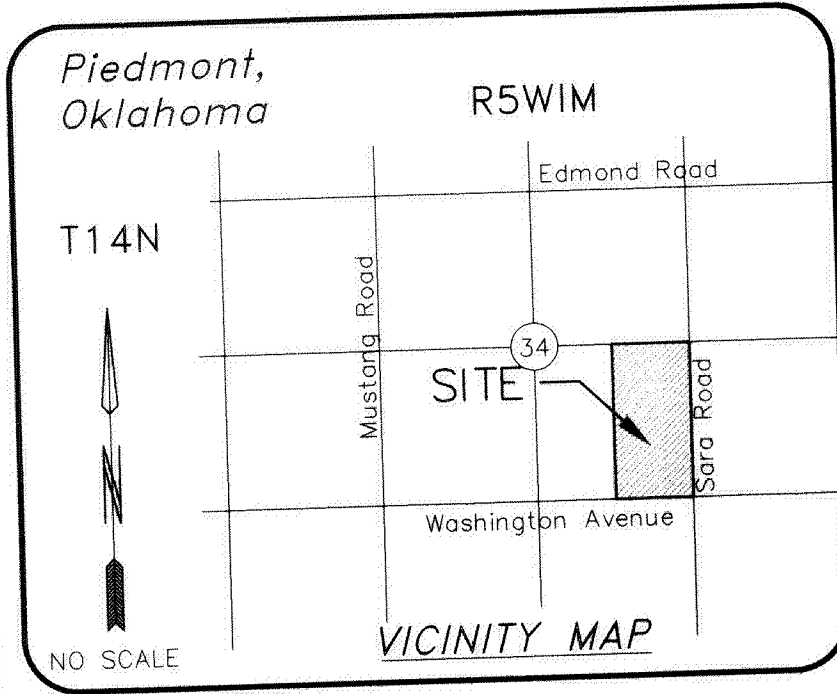 Piedmont,
Oklahoma
R5WIM
Edmond Road
T14N
Mustang Road
34
SITE
Sara Road
N
Washington Avenue
VICINITY MAP
NO SCALE